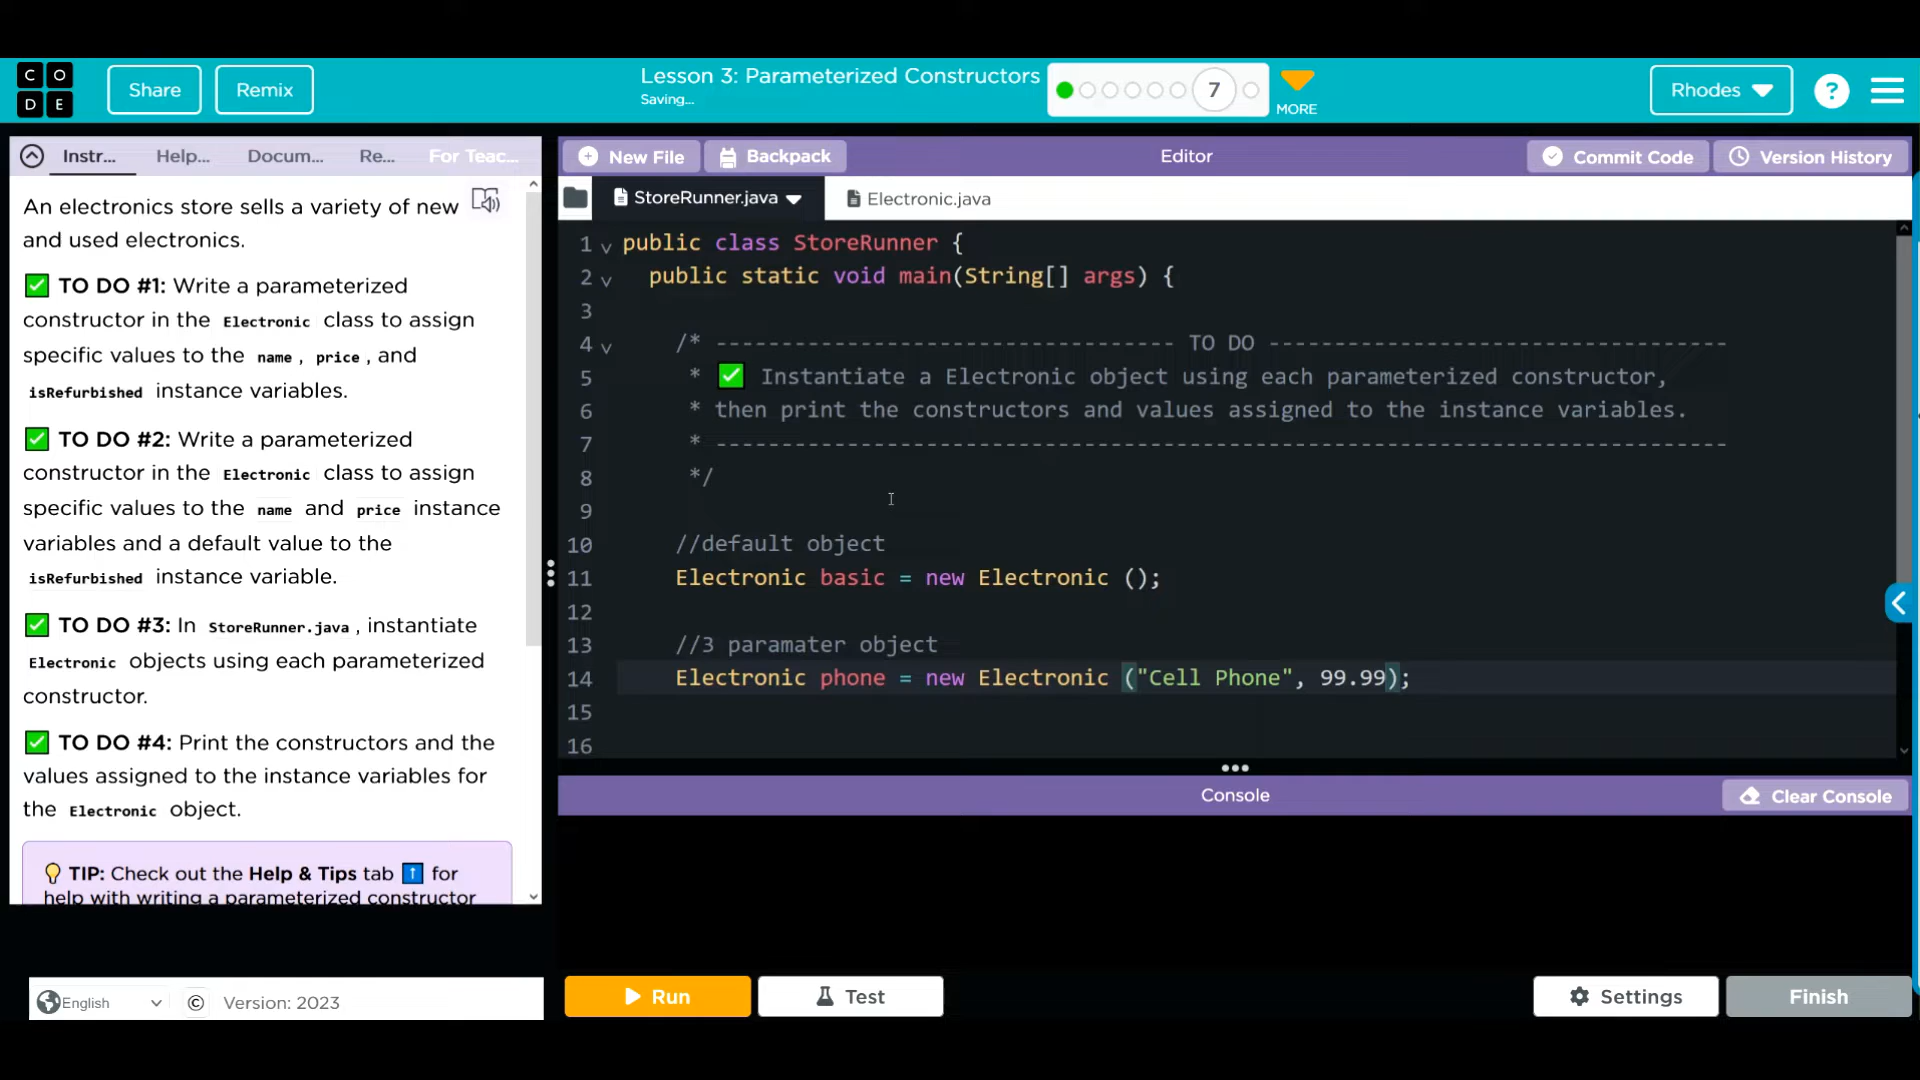 C O
D E
Share
Remix
Lesson 3: Parameterized Constructors
Saving...
7
MORE
Rhodes
?
Instr...
Help...
Docum...
Re...
For Teac...
An electronics store sells a variety of new
and used electronics.
✅ TO DO #1: Write a parameterized
constructor in the Electronic class to assign
specific values to the name, price, and
isRefurbished instance variables.
✅ TO DO #2: Write a parameterized
constructor in the Electronic class to assign
specific values to the name and price instance
variables and a default value to the
isRefurbished instance variable.
✅ TO DO #3: In StoreRunner.java, instantiate
Electronic objects using each parameterized
constructor.
✅ TO DO #4: Print the constructors and the
values assigned to the instance variables for
the Electronic object.
TIP: Check out the Help & Tips tab ⬆ for
help with writing a parameterized constructor
English
© Version: 2023
New File
Backpack
Editor
Commit Code
Version History
StoreRunner.java
Electronic.java
1 public class StoreRunner {
2 public static void main(String[] args) {
3
4 /* ----------------------------------- TO DO -----------------------------------
5 * ✅ Instantiate a Electronic object using each parameterized constructor,
6 * then print the constructors and values assigned to the instance variables.
7 * -----------------------------------------------------------------------------
8 */
9
10 //default object
11 Electronic basic = new Electronic ();
12
13 //3 paramater object
14 Electronic phone = new Electronic ("Cell Phone", 99.99);
15
16
Console
Clear Console
Run
Test
Settings
Finish